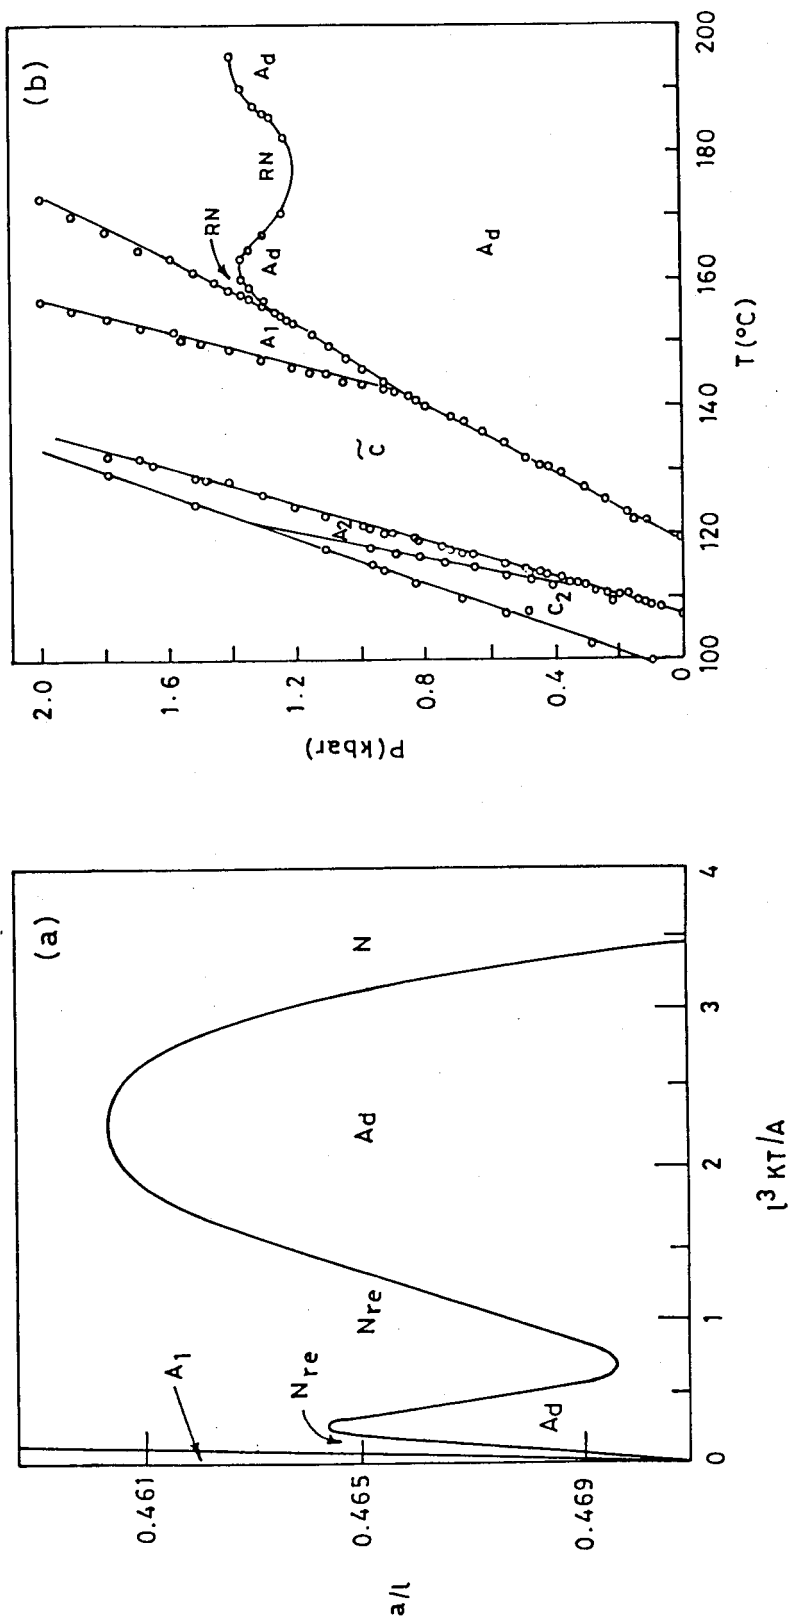 (a)
a/l
0.461
0.465
0.469
A1
Nre
Nre
Ad
Ad
N
0
1
2
3
4
l³ KT/A
(b)
P(kbar)
2.0
1.6
1.2
0.8
0.4
0
RN
Ad
RN
Ad
A1
Ad
C̃
A2
C2
100
120
140
160
180
200
T(°C)